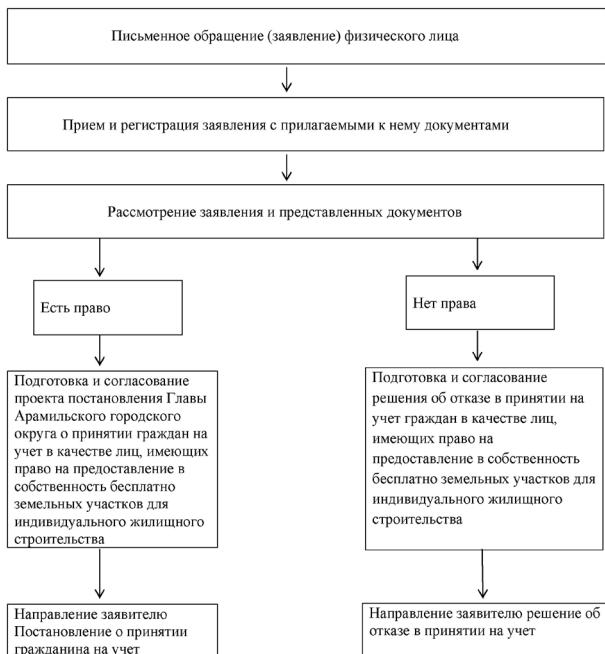 Письменное обращение (заявление) физического лица
Прием и регистрация заявления с прилагаемыми к нему документами
Рассмотрение заявления и представленных документов
Есть право
Нет права
Подготовка и согласование
проекта постановления Главы
Арамильского городского
округа о принятии граждан на
учет в качестве лиц, имеющих
право на предоставление в
собственность бесплатно
земельных участков для
индивидуального жилищного
строительства
Подготовка и согласование
решения об отказе в принятии на
учет граждан в качестве лиц,
имеющих право на
предоставление в собственность
бесплатно земельных участков для
индивидуального жилищного
строительства
Направление заявителю
Постановление о принятии
гражданина на учет
Направление заявителю решение об
отказе в принятии на учет